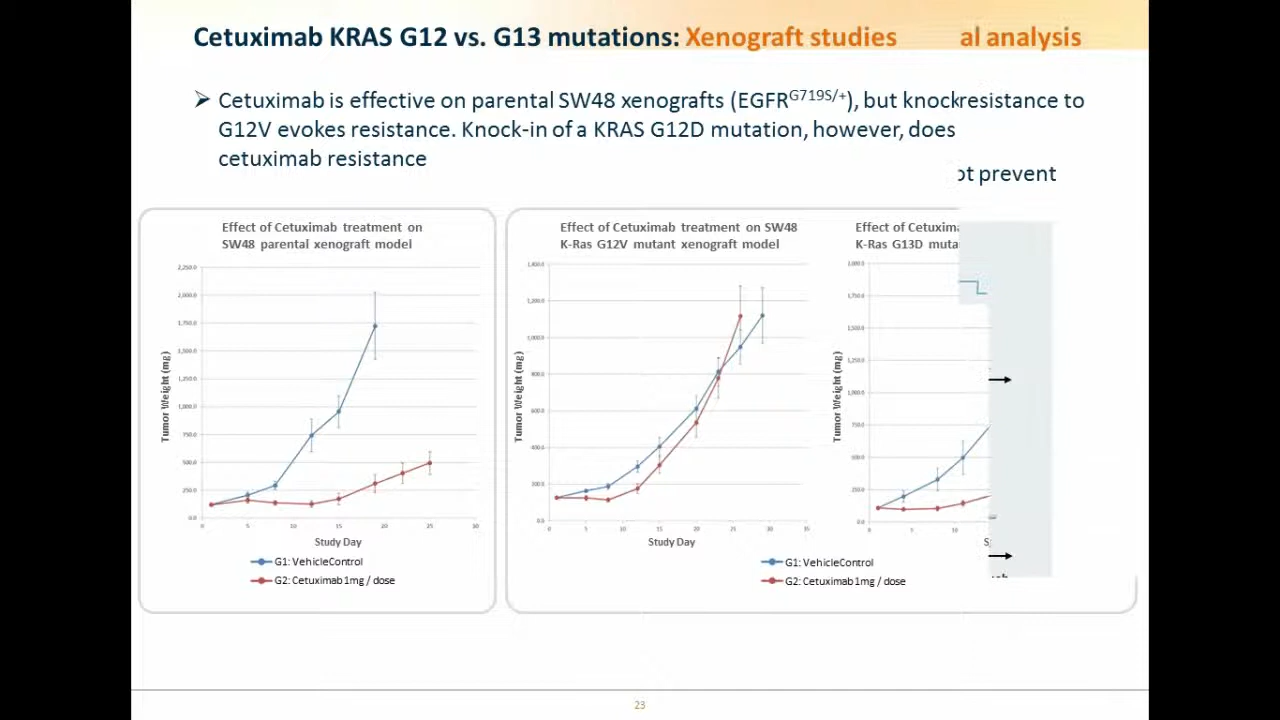 Cetuximab KRAS G12 vs. G13 mutations: Xenograft studies al analysis
➢ Cetuximab is effective on parental SW48 xenografts (EGFRG719S/+), but knockresistance to
G12V evokes resistance. Knock-in of a KRAS G12D mutation, however, does
cetuximab resistance
ot prevent
Effect of Cetuximab treatment on
SW48 parental xenograft model
2,250.0
2,000.0
1,750.0
1,500.0
1,250.0
1,000.0
750.0
500.0
250.0
0.0
0 5 10 15 20 25 30
Tumor Weight (mg)
Study Day
G1: VehicleControl
G2: Cetuximab 1mg / dose
Effect of Cetuximab treatment on SW48
K-Ras G12V mutant xenograft model
1,400.0
1,200.0
1,000.0
800.0
600.0
400.0
200.0
0.0
0 5 10 15 20 25 30 35
Tumor Weight (mg)
Study Day
Effect of Cetuxima
K-Ras G13D muta
1,750.0
1,500.0
1,250.0
750.0
500.0
250.0
0.0
0 5 10
Tumor Weight (mg)
S
G1: VehicleControl
G2: Cetuximab 1mg / dose
23